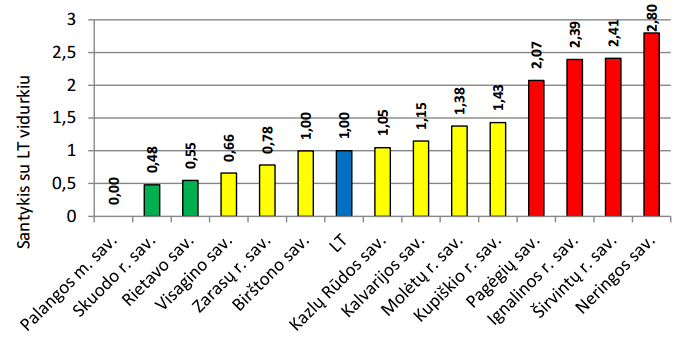 Santykis su LT vidurkiu
3
2,5
2
1,5
1
0,5
0
0,00
0,48
0,55
0,66
0,78
1,00
1,00
1,05
1,15
1,38
1,43
2,07
2,39
2,41
2,80
Palangos m. sav.
Skuodo r. sav.
Rietavo sav.
Visagino sav.
Zarasų r. sav.
Birštono sav.
LT
Kazlų Rūdos sav.
Kalvarijos sav.
Molėtų r. sav.
Kupiškio r. sav.
Pagėgių sav.
Ignalinos r. sav.
Širvintų r. sav.
Neringos sav.